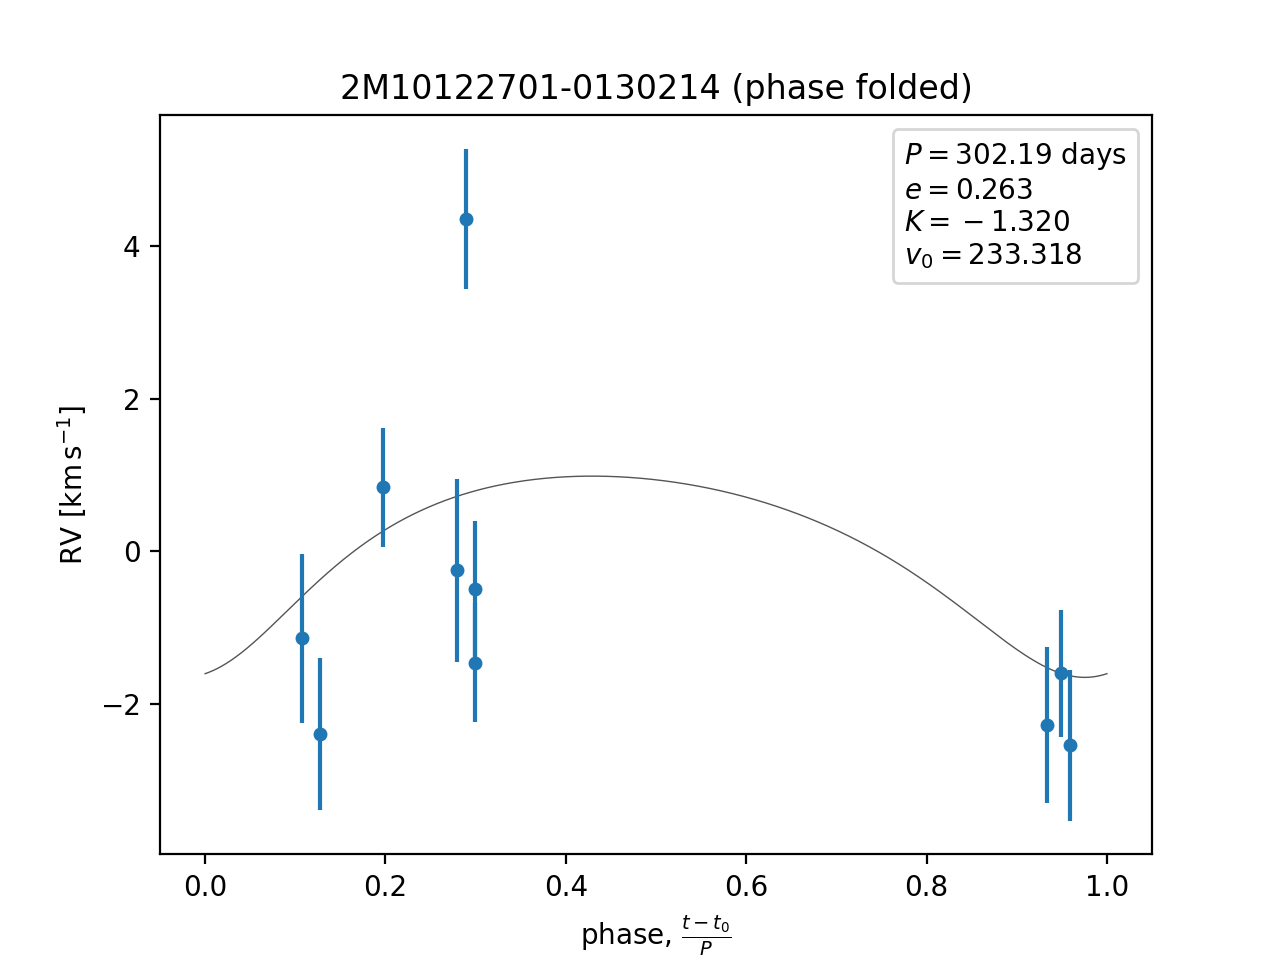 2M10122701-0130214 (phase folded)
P = 302.19 days
e = 0.263
K = −1.320
v₀ = 233.318
RV [km s⁻¹]
4
2
0
−2
0.0 0.2 0.4 0.6 0.8 1.0
phase, (t − t₀)/P